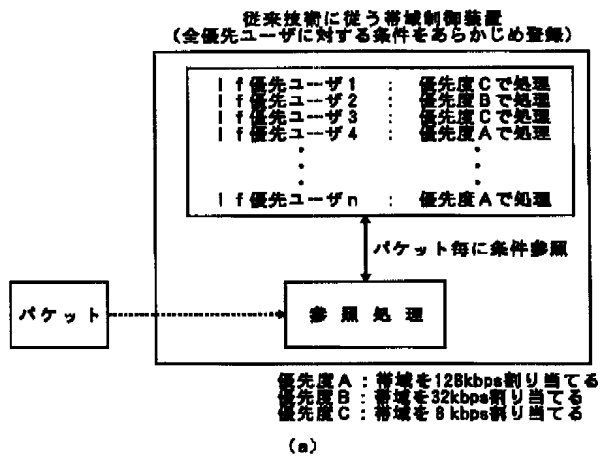 従来技術に従う帯域制御装置
(全優先ユーザに対する条件をあらかじめ登録)
If優先ユーザ1 : 優先度Cで処理
If優先ユーザ2 : 優先度Bで処理
If優先ユーザ3 : 優先度Cで処理
If優先ユーザ4 : 優先度Aで処理
If優先ユーザn : 優先度Aで処理
パケット毎に条件参照
パケット
参照処理
優先度A:帯域を128kbps割り当てる
優先度B:帯域を32kbps割り当てる
優先度C:帯域を8kbps割り当てる
(a)